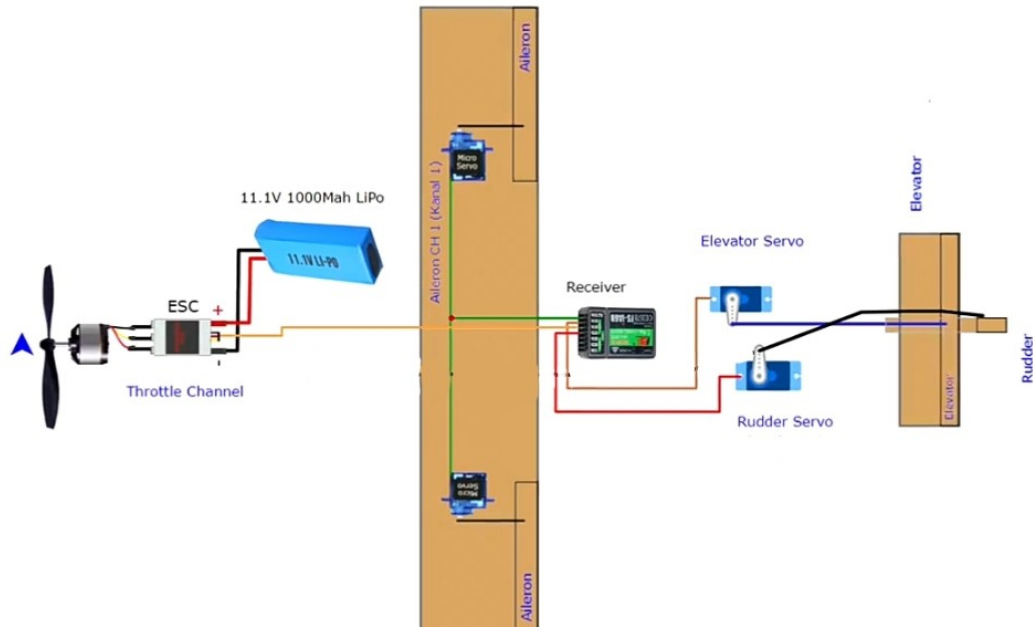 Aileron
Micro
Servo
Aileron CH 1 (Kanal 1)
11.1V 1000Mah LiPo
11.1V LI-PO
ESC
+
-
Throttle Channel
Receiver
Elevator Servo
Rudder Servo
Elevator
Elevator
Rudder
Micro
Servo
Aileron